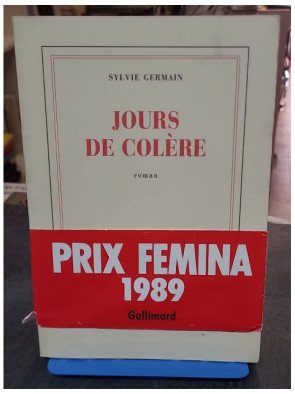 SYLVIE GERMAIN
JOURS
DE COLÈRE
roman
PRIX FEMINA
1989
Gallimard